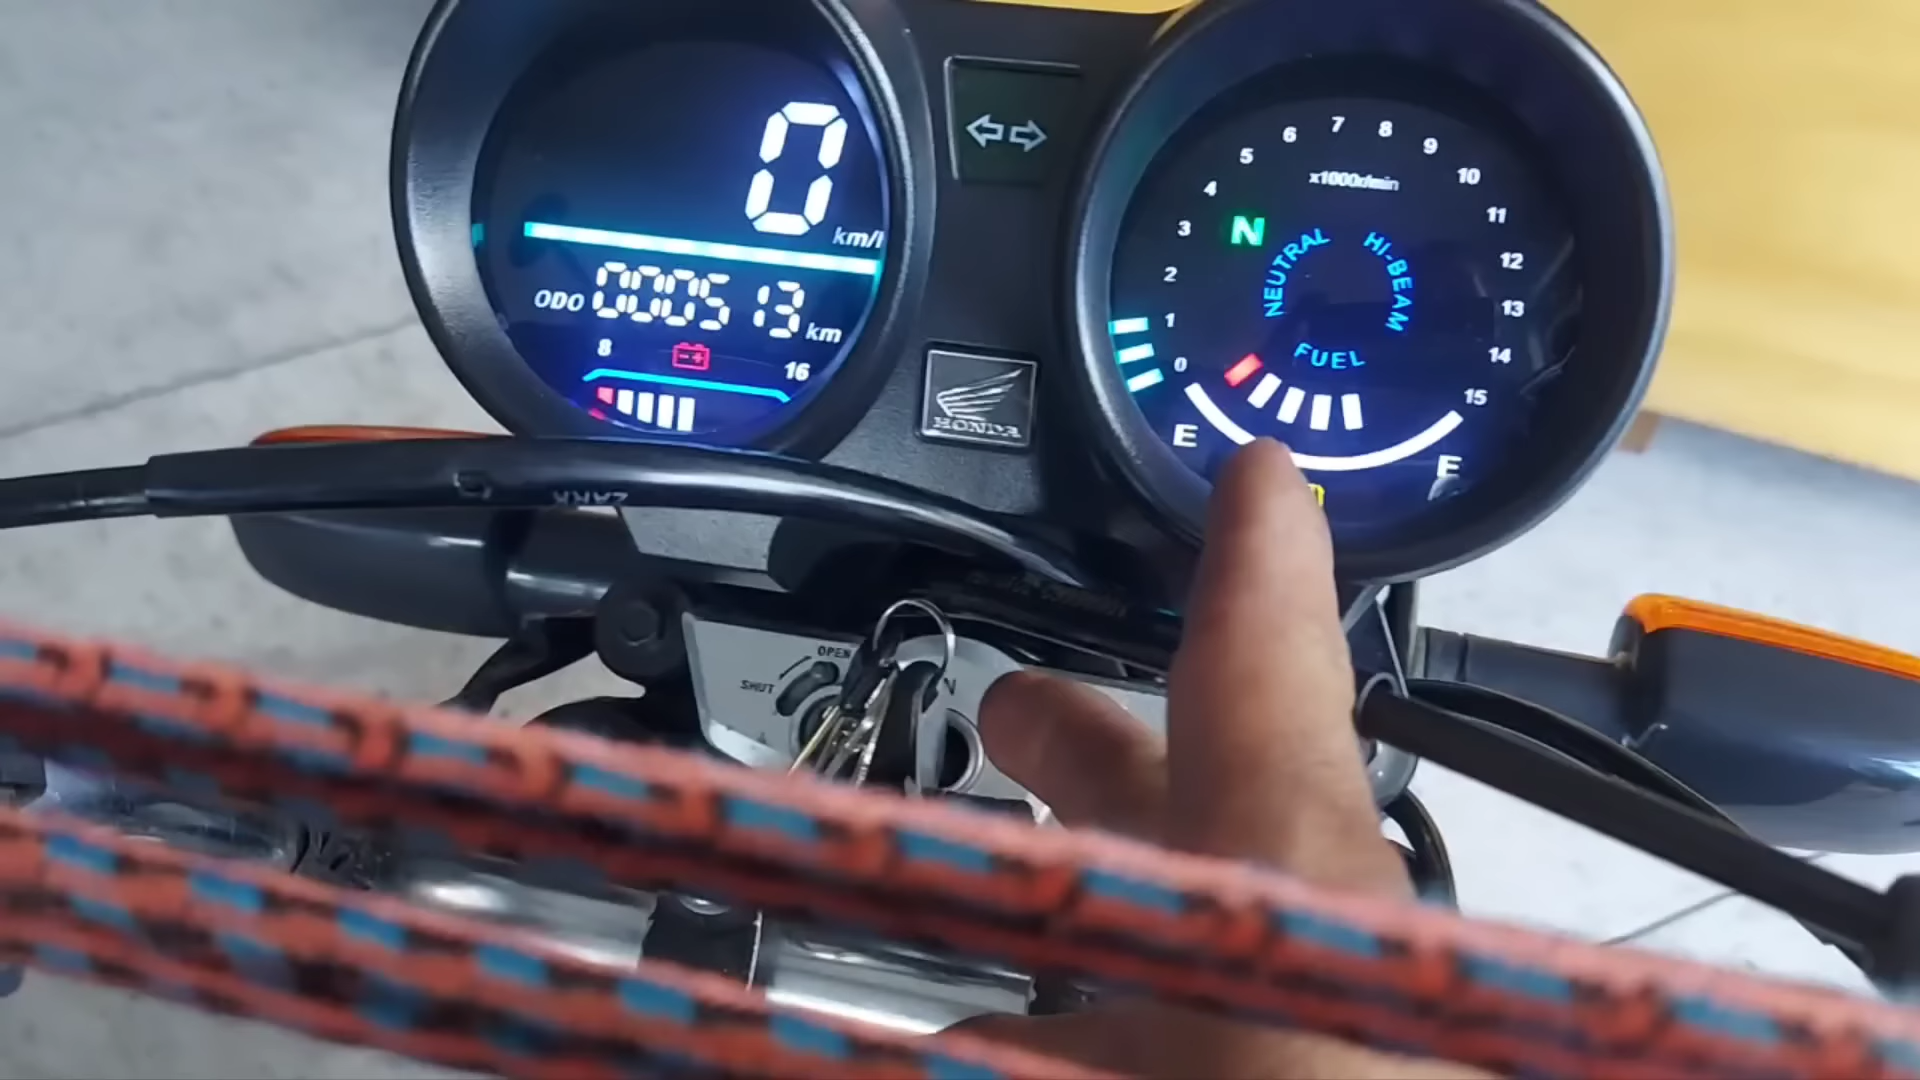 0
km/l
ODO 000513 km
8 16
HONDA
0 1 2 3 4 5 6 7 8 9 10 11 12 13 14 15
x1000r/min
N
NEUTRAL
HI-BEAM
FUEL
E
ZARK
OPEN
SHUT